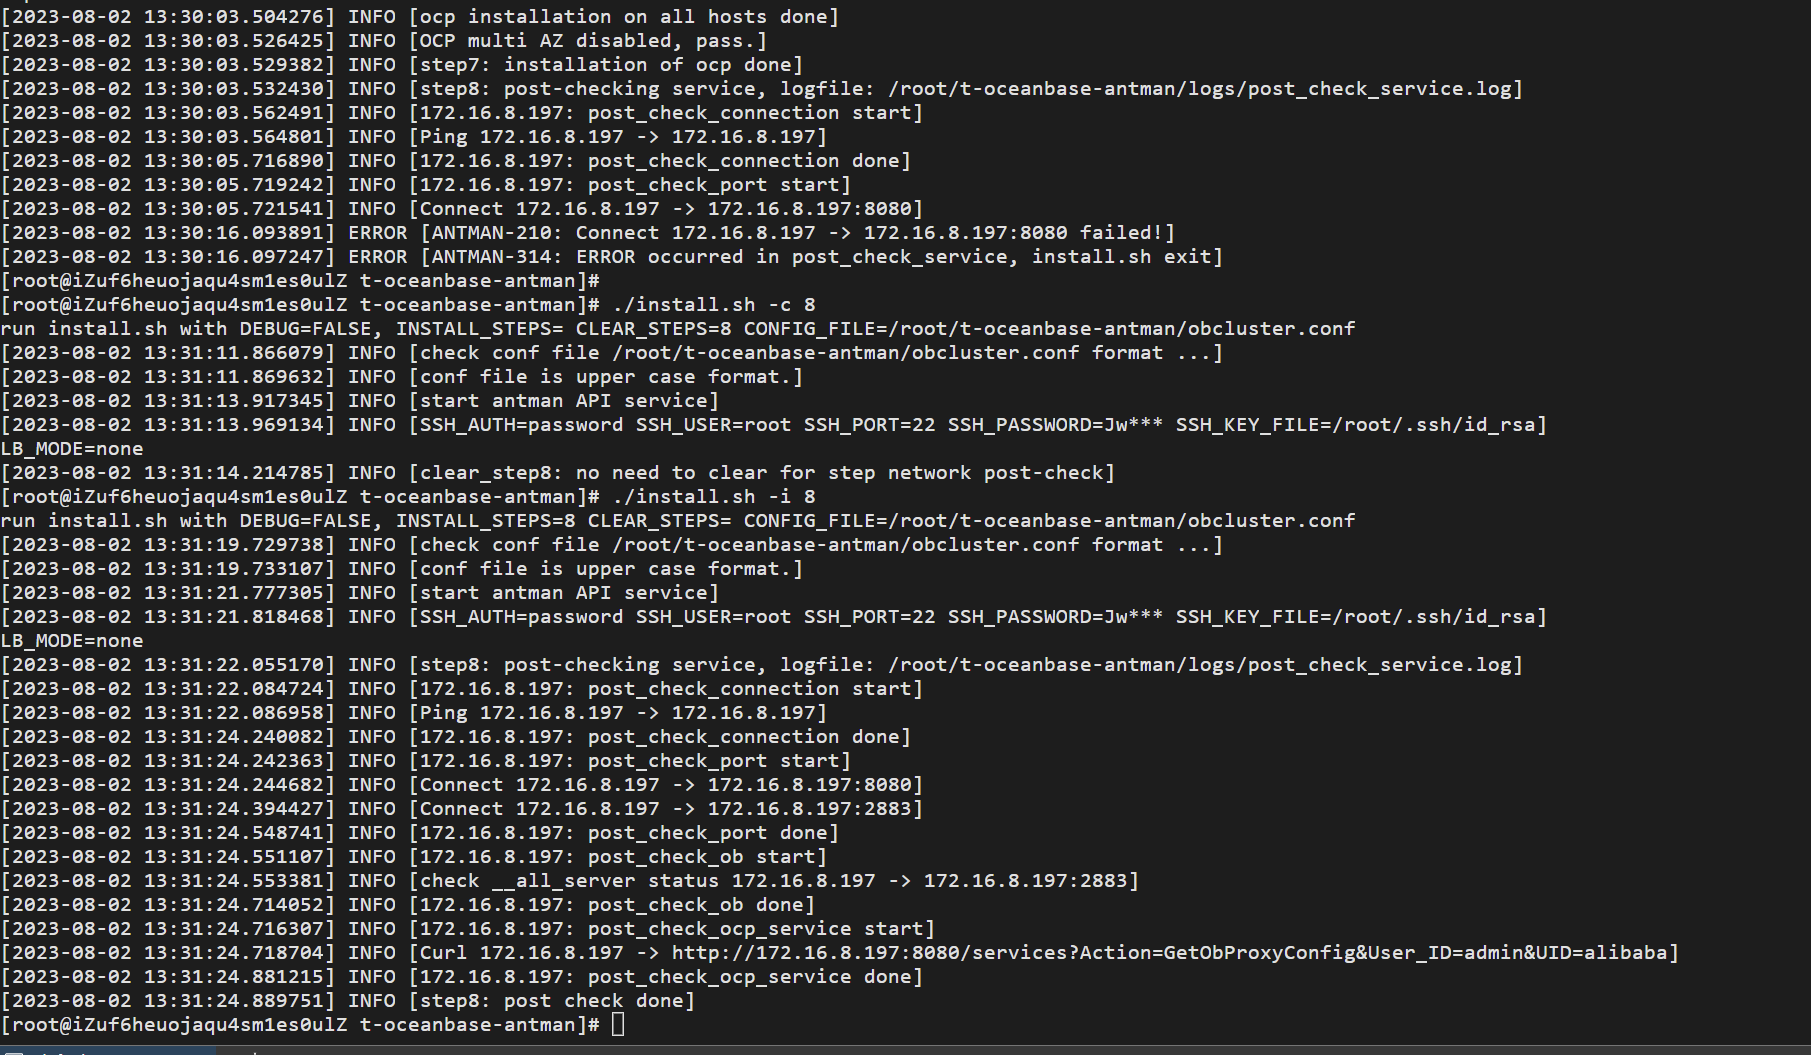 [2023-08-02 13:30:03.504276] INFO [ocp installation on all hosts done]
[2023-08-02 13:30:03.526425] INFO [OCP multi AZ disabled, pass.]
[2023-08-02 13:30:03.529382] INFO [step7: installation of ocp done]
[2023-08-02 13:30:03.532430] INFO [step8: post-checking service, logfile: /root/t-oceanbase-antman/logs/post_check_service.log]
[2023-08-02 13:30:03.562491] INFO [172.16.8.197: post_check_connection start]
[2023-08-02 13:30:03.564801] INFO [Ping 172.16.8.197 -> 172.16.8.197]
[2023-08-02 13:30:05.716890] INFO [172.16.8.197: post_check_connection done]
[2023-08-02 13:30:05.719242] INFO [172.16.8.197: post_check_port start]
[2023-08-02 13:30:05.721541] INFO [Connect 172.16.8.197 -> 172.16.8.197:8080]
[2023-08-02 13:30:16.093891] ERROR [ANTMAN-210: Connect 172.16.8.197 -> 172.16.8.197:8080 failed!]
[2023-08-02 13:30:16.097247] ERROR [ANTMAN-314: ERROR occurred in post_check_service, install.sh exit]
[root@iZuf6heuojaqu4sm1es0ulZ t-oceanbase-antman]#
[root@iZuf6heuojaqu4sm1es0ulZ t-oceanbase-antman]# ./install.sh -c 8
run install.sh with DEBUG=FALSE, INSTALL_STEPS= CLEAR_STEPS=8 CONFIG_FILE=/root/t-oceanbase-antman/obcluster.conf
[2023-08-02 13:31:11.866079] INFO [check conf file /root/t-oceanbase-antman/obcluster.conf format ...]
[2023-08-02 13:31:11.869632] INFO [conf file is upper case format.]
[2023-08-02 13:31:13.917345] INFO [start antman API service]
[2023-08-02 13:31:13.969134] INFO [SSH_AUTH=password SSH_USER=root SSH_PORT=22 SSH_PASSWORD=Jw*** SSH_KEY_FILE=/root/.ssh/id_rsa]
LB_MODE=none
[2023-08-02 13:31:14.214785] INFO [clear_step8: no need to clear for step network post-check]
[root@iZuf6heuojaqu4sm1es0ulZ t-oceanbase-antman]# ./install.sh -i 8
run install.sh with DEBUG=FALSE, INSTALL_STEPS=8 CLEAR_STEPS= CONFIG_FILE=/root/t-oceanbase-antman/obcluster.conf
[2023-08-02 13:31:19.729738] INFO [check conf file /root/t-oceanbase-antman/obcluster.conf format ...]
[2023-08-02 13:31:19.733107] INFO [conf file is upper case format.]
[2023-08-02 13:31:21.777305] INFO [start antman API service]
[2023-08-02 13:31:21.818468] INFO [SSH_AUTH=password SSH_USER=root SSH_PORT=22 SSH_PASSWORD=Jw*** SSH_KEY_FILE=/root/.ssh/id_rsa]
LB_MODE=none
[2023-08-02 13:31:22.055170] INFO [step8: post-checking service, logfile: /root/t-oceanbase-antman/logs/post_check_service.log]
[2023-08-02 13:31:22.084724] INFO [172.16.8.197: post_check_connection start]
[2023-08-02 13:31:22.086958] INFO [Ping 172.16.8.197 -> 172.16.8.197]
[2023-08-02 13:31:24.240082] INFO [172.16.8.197: post_check_connection done]
[2023-08-02 13:31:24.242363] INFO [172.16.8.197: post_check_port start]
[2023-08-02 13:31:24.244682] INFO [Connect 172.16.8.197 -> 172.16.8.197:8080]
[2023-08-02 13:31:24.394427] INFO [Connect 172.16.8.197 -> 172.16.8.197:2883]
[2023-08-02 13:31:24.548741] INFO [172.16.8.197: post_check_port done]
[2023-08-02 13:31:24.551107] INFO [172.16.8.197: post_check_ob start]
[2023-08-02 13:31:24.553381] INFO [check __all_server status 172.16.8.197 -> 172.16.8.197:2883]
[2023-08-02 13:31:24.714052] INFO [172.16.8.197: post_check_ob done]
[2023-08-02 13:31:24.716307] INFO [172.16.8.197: post_check_ocp_service start]
[2023-08-02 13:31:24.718704] INFO [Curl 172.16.8.197 -> http://172.16.8.197:8080/services?Action=GetObProxyConfig&User_ID=admin&UID=alibaba]
[2023-08-02 13:31:24.881215] INFO [172.16.8.197: post_check_ocp_service done]
[2023-08-02 13:31:24.889751] INFO [step8: post check done]
[root@iZuf6heuojaqu4sm1es0ulZ t-oceanbase-antman]#